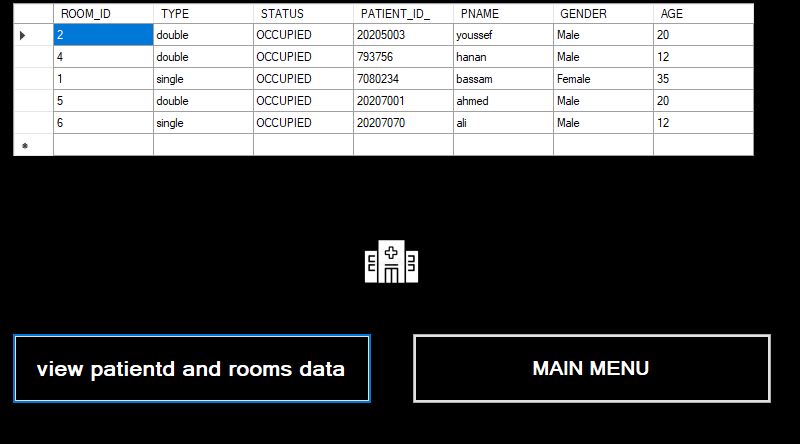 ROOM_ID TYPE STATUS PATIENT_ID_ PNAME GENDER AGE
2 double OCCUPIED 20205003 youssef Male 20
4 double OCCUPIED 793756 hanan Male 12
1 single OCCUPIED 7080234 bassam Female 35
5 double OCCUPIED 20207001 ahmed Male 20
6 single OCCUPIED 20207070 ali Male 12
view patientd and rooms data
MAIN MENU